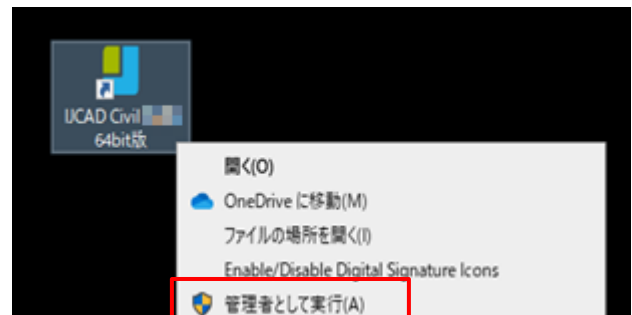 IJCAD Civil
64bit版
開く(O)
OneDrive に移動(M)
ファイルの場所を開く(I)
Enable/Disable Digital Signature Icons
管理者として実行(A)